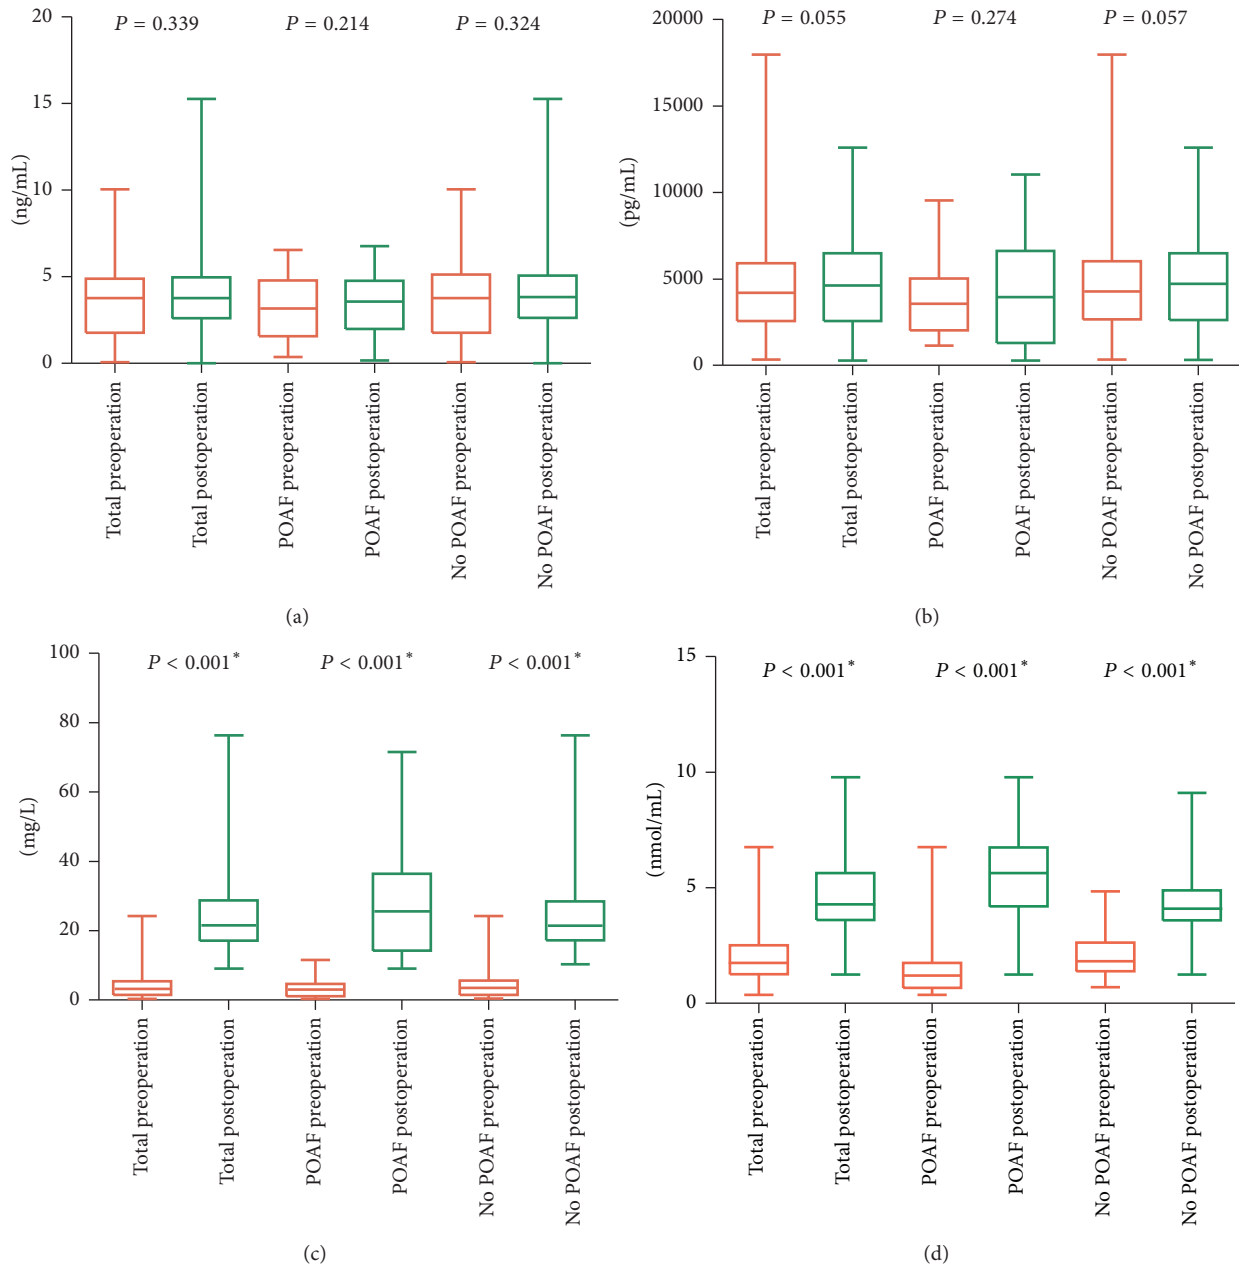 P = 0.339 P = 0.214 P = 0.324
20
15
10
5
0
(ng/mL)
Total preoperation
Total postoperation
POAF preoperation
POAF postoperation
No POAF preoperation
No POAF postoperation
(a)
P = 0.055 P = 0.274 P = 0.057
20000
15000
10000
5000
0
(pg/mL)
Total preoperation
Total postoperation
POAF preoperation
POAF postoperation
No POAF preoperation
No POAF postoperation
(b)
P < 0.001* P < 0.001* P < 0.001*
100
80
60
40
20
0
(mg/L)
Total preoperation
Total postoperation
POAF preoperation
POAF postoperation
No POAF preoperation
No POAF postoperation
(c)
P < 0.001* P < 0.001* P < 0.001*
15
10
5
0
(nmol/mL)
Total preoperation
Total postoperation
POAF preoperation
POAF postoperation
No POAF preoperation
No POAF postoperation
(d)